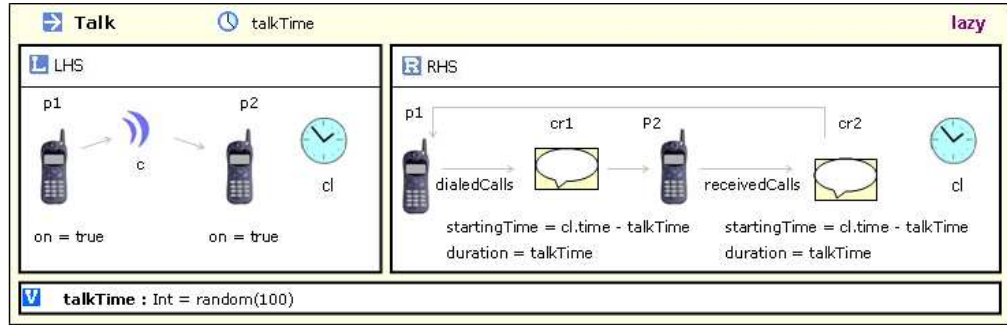 Talk talkTime lazy
L LHS
p1 p2
c cl
on = true on = true
R RHS
p1 cr1 P2 cr2
dialedCalls receivedCalls cl
startingTime = cl.time - talkTime startingTime = cl.time - talkTime
duration = talkTime duration = talkTime
V talkTime : Int = random(100)